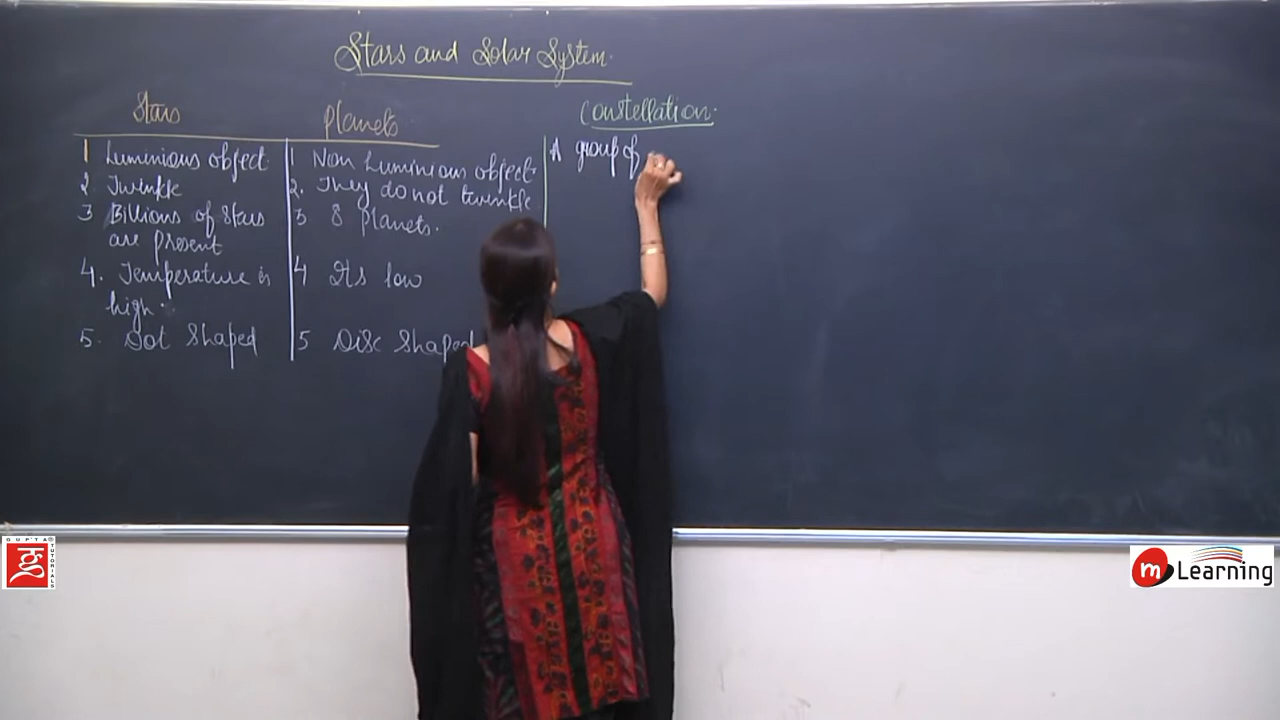 Stars and Solar System.
Stars
1 Luminious object
2 Twinkle
3 Billions of Stars
are present
4. Temperature is
high.
5. Dot Shaped
Planets
1 Non Luminious object
2. They do not twinkle
3 8 Planets.
4 Its low
5 Disc Shaped
Constellation.
A group of
GUPTA TUTORIALS
m Learning